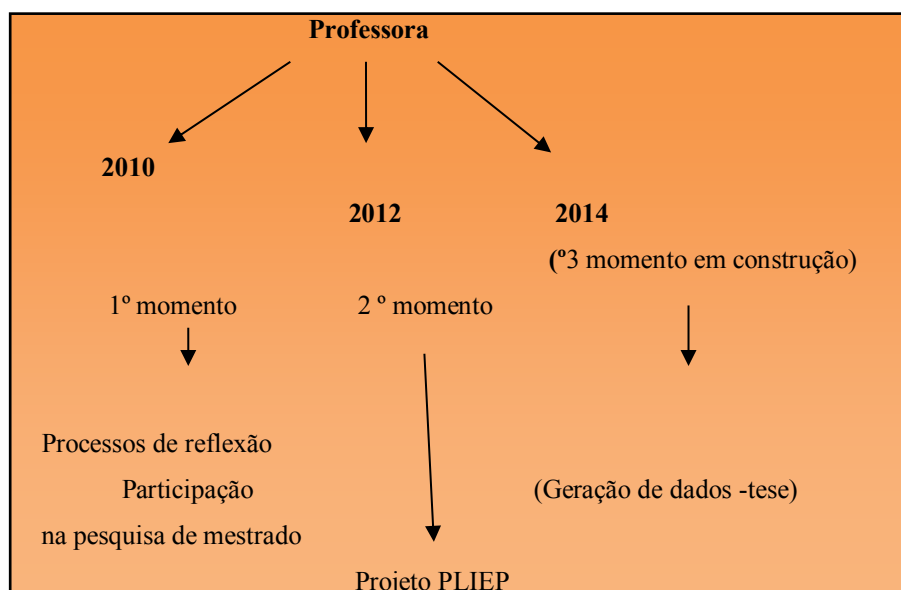 Professora
2010
2012 2014
(º3 momento em construção)
1º momento 2 º momento
Processos de reflexão
Participação (Geração de dados -tese)
na pesquisa de mestrado
Projeto PLIEP